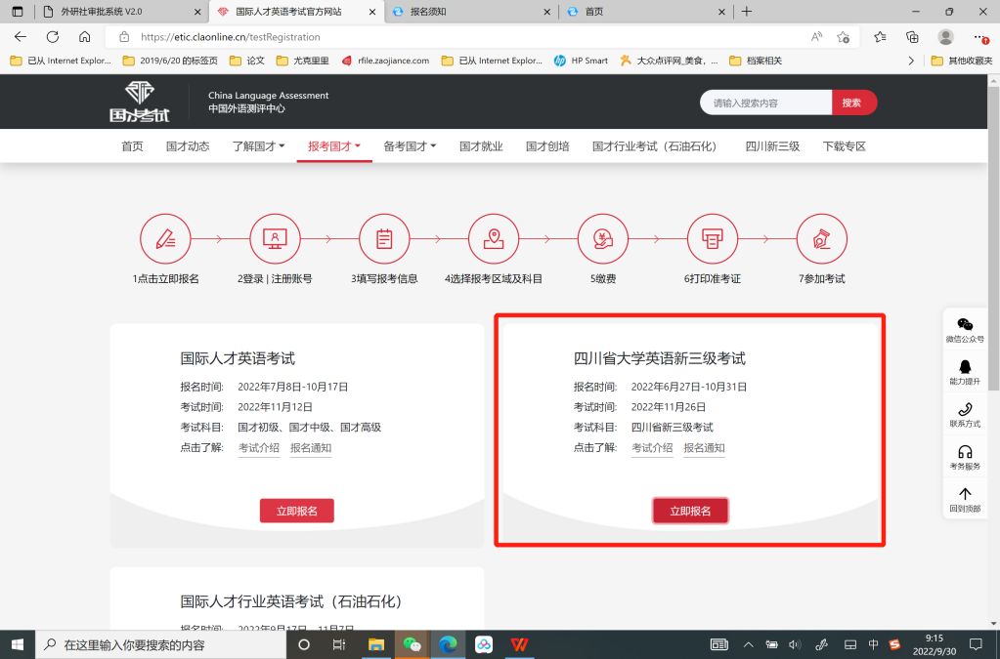 外研社审批系统 V2.0
国际人才英语考试官方网站
报名须知
首页
https://etic.claonline.cn/testRegistration
已从 Internet Explor...
2019/6/20 的标签页
论文
尤克里里
rfile.zaojiance.com
已从 Internet Explor...
HP Smart
大众点评网_美食，...
档案相关
其他收藏夹
国才考试
China Language Assessment
中国外语测评中心
请输入搜索内容
搜索
首页
国才动态
了解国才
报考国才
备考国才
国才就业
国才创培
国才行业考试（石油石化）
四川新三级
下载专区
1点击立即报名
2登录 | 注册账号
3填写报考信息
4选择报考区域及科目
5缴费
6打印准考证
7参加考试
国际人才英语考试
报名时间: 2022年7月8日-10月17日
考试时间: 2022年11月12日
考试科目: 国才初级、国才中级、国才高级
点击了解: 考试介绍 报名通知
立即报名
四川省大学英语新三级考试
报名时间: 2022年6月27日-10月31日
考试时间: 2022年11月26日
考试科目: 四川省新三级考试
点击了解: 考试介绍 报名通知
立即报名
微信公众号
能力提升
联系方式
考务服务
回到顶部
国际人才行业英语考试（石油石化）
报名时间: 2022年9月17日—11月7日
在这里输入你要搜索的内容
中
9:15
2022/9/30